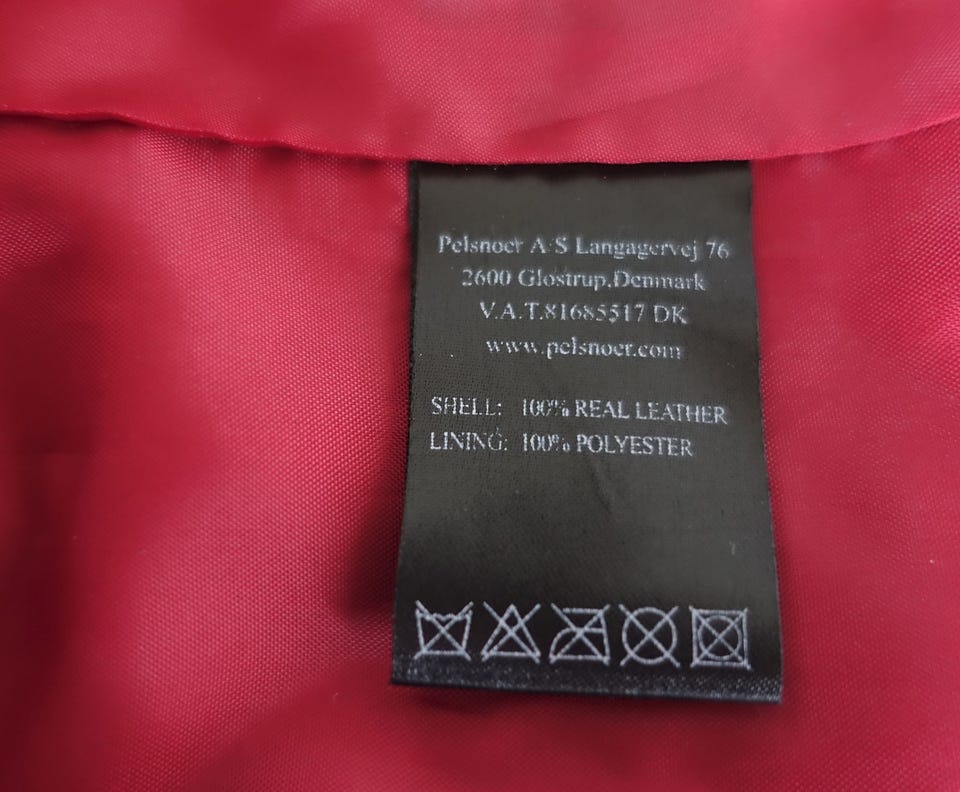 Pelsnoer A/S Langagervej 76
2600 Glostrup.Denmark
V.A.T.81685517 DK
www.pelsnoer.com
SHELL: 100% REAL LEATHER
LINING: 100% POLYESTER